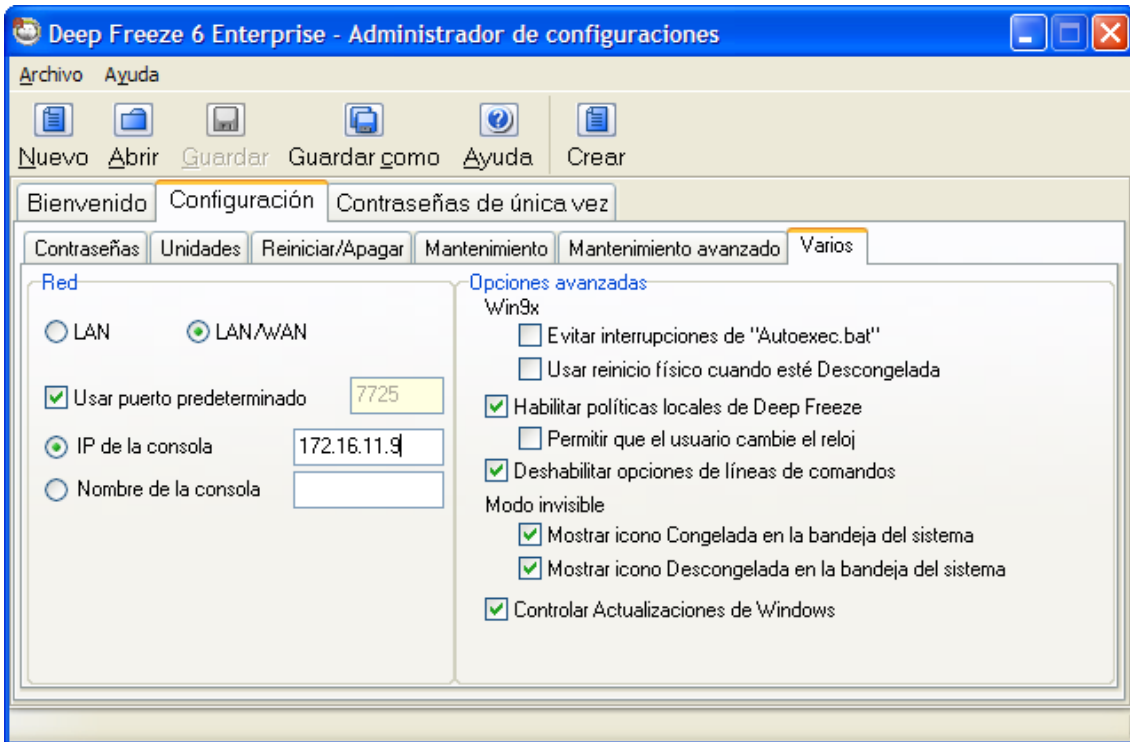 Deep Freeze 6 Enterprise - Administrador de configuraciones
Archivo Ayuda
Nuevo Abrir Guardar Guardar como Ayuda Crear
Bienvenido Configuración Contraseñas de única vez
Contraseñas Unidades Reiniciar/Apagar Mantenimiento Mantenimiento avanzado Varios
Red
LAN LAN/WAN
Usar puerto predeterminado 7725
IP de la consola 172.16.11.9
Nombre de la consola
Opciones avanzadas
Win9x
Evitar interrupciones de "Autoexec.bat"
Usar reinicio físico cuando esté Descongelada
Habilitar políticas locales de Deep Freeze
Permitir que el usuario cambie el reloj
Deshabilitar opciones de líneas de comandos
Modo invisible
Mostrar icono Congelada en la bandeja del sistema
Mostrar icono Descongelada en la bandeja del sistema
Controlar Actualizaciones de Windows